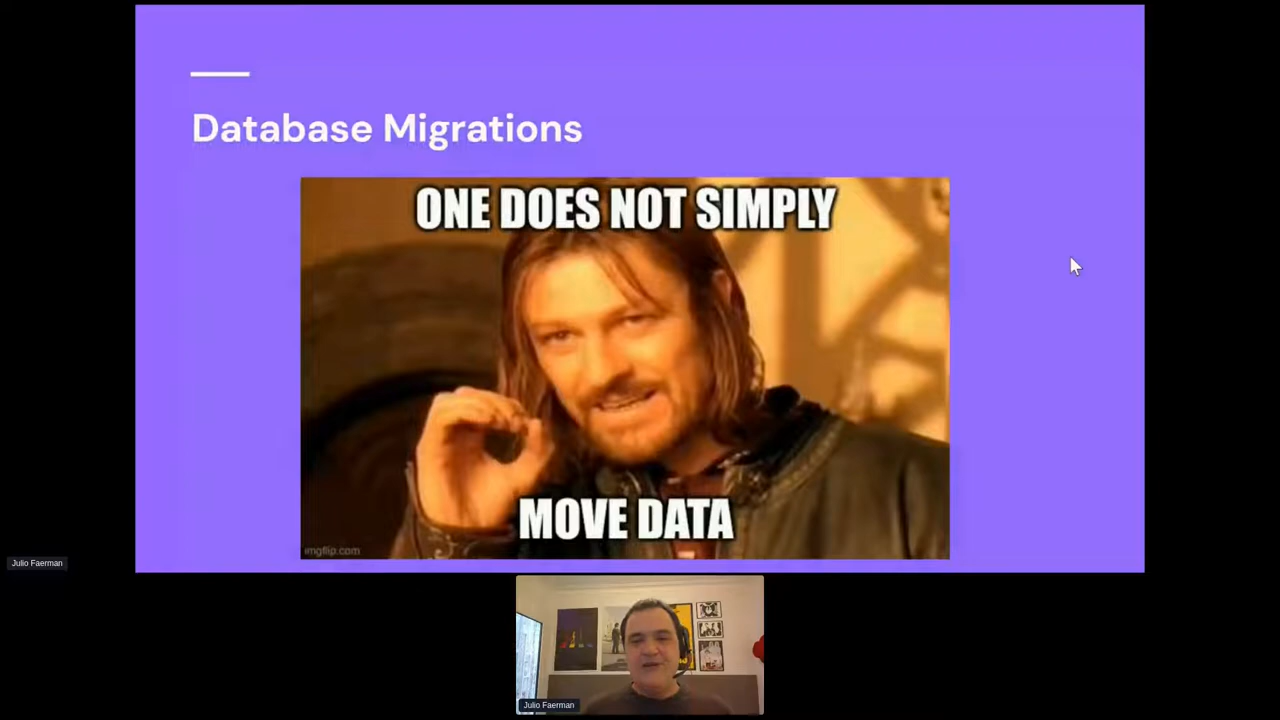 Database Migrations
ONE DOES NOT SIMPLY
MOVE DATA
imgflip.com
Julio Faerman
Julio Faerman